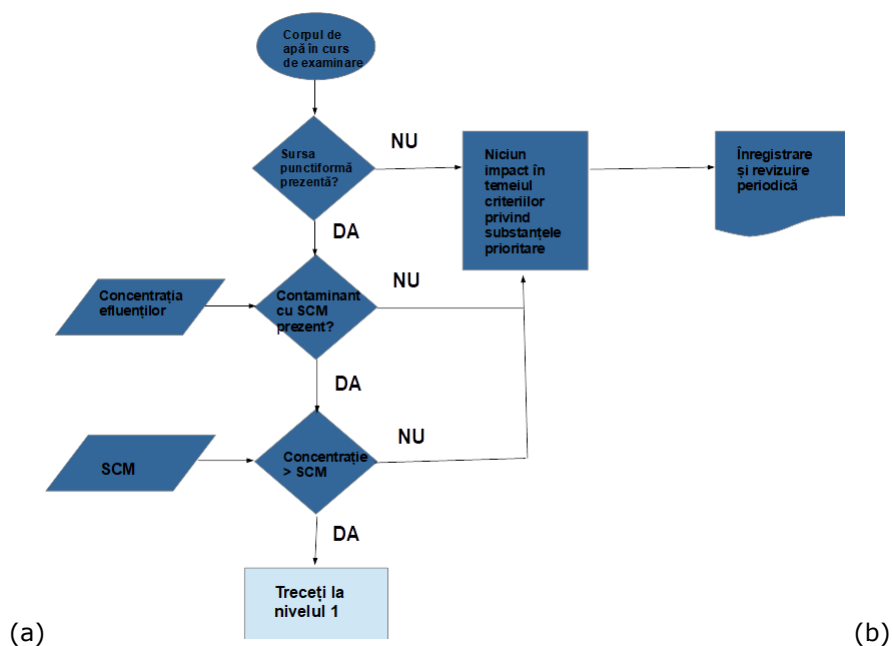 Corpul de
apă în curs
de examinare
Sursa
punctiformă
prezentă?
NU
Niciun
impact în
temeiul
criteriilor
privind
substanțele
prioritare
Înregistrare
și revizuire
periodică
DA
Concentrația
efluenților
Contaminant
cu SCM
prezent?
NU
DA
SCM
Concentrație
> SCM
NU
DA
Treceți la
nivelul 1
(a)
(b)